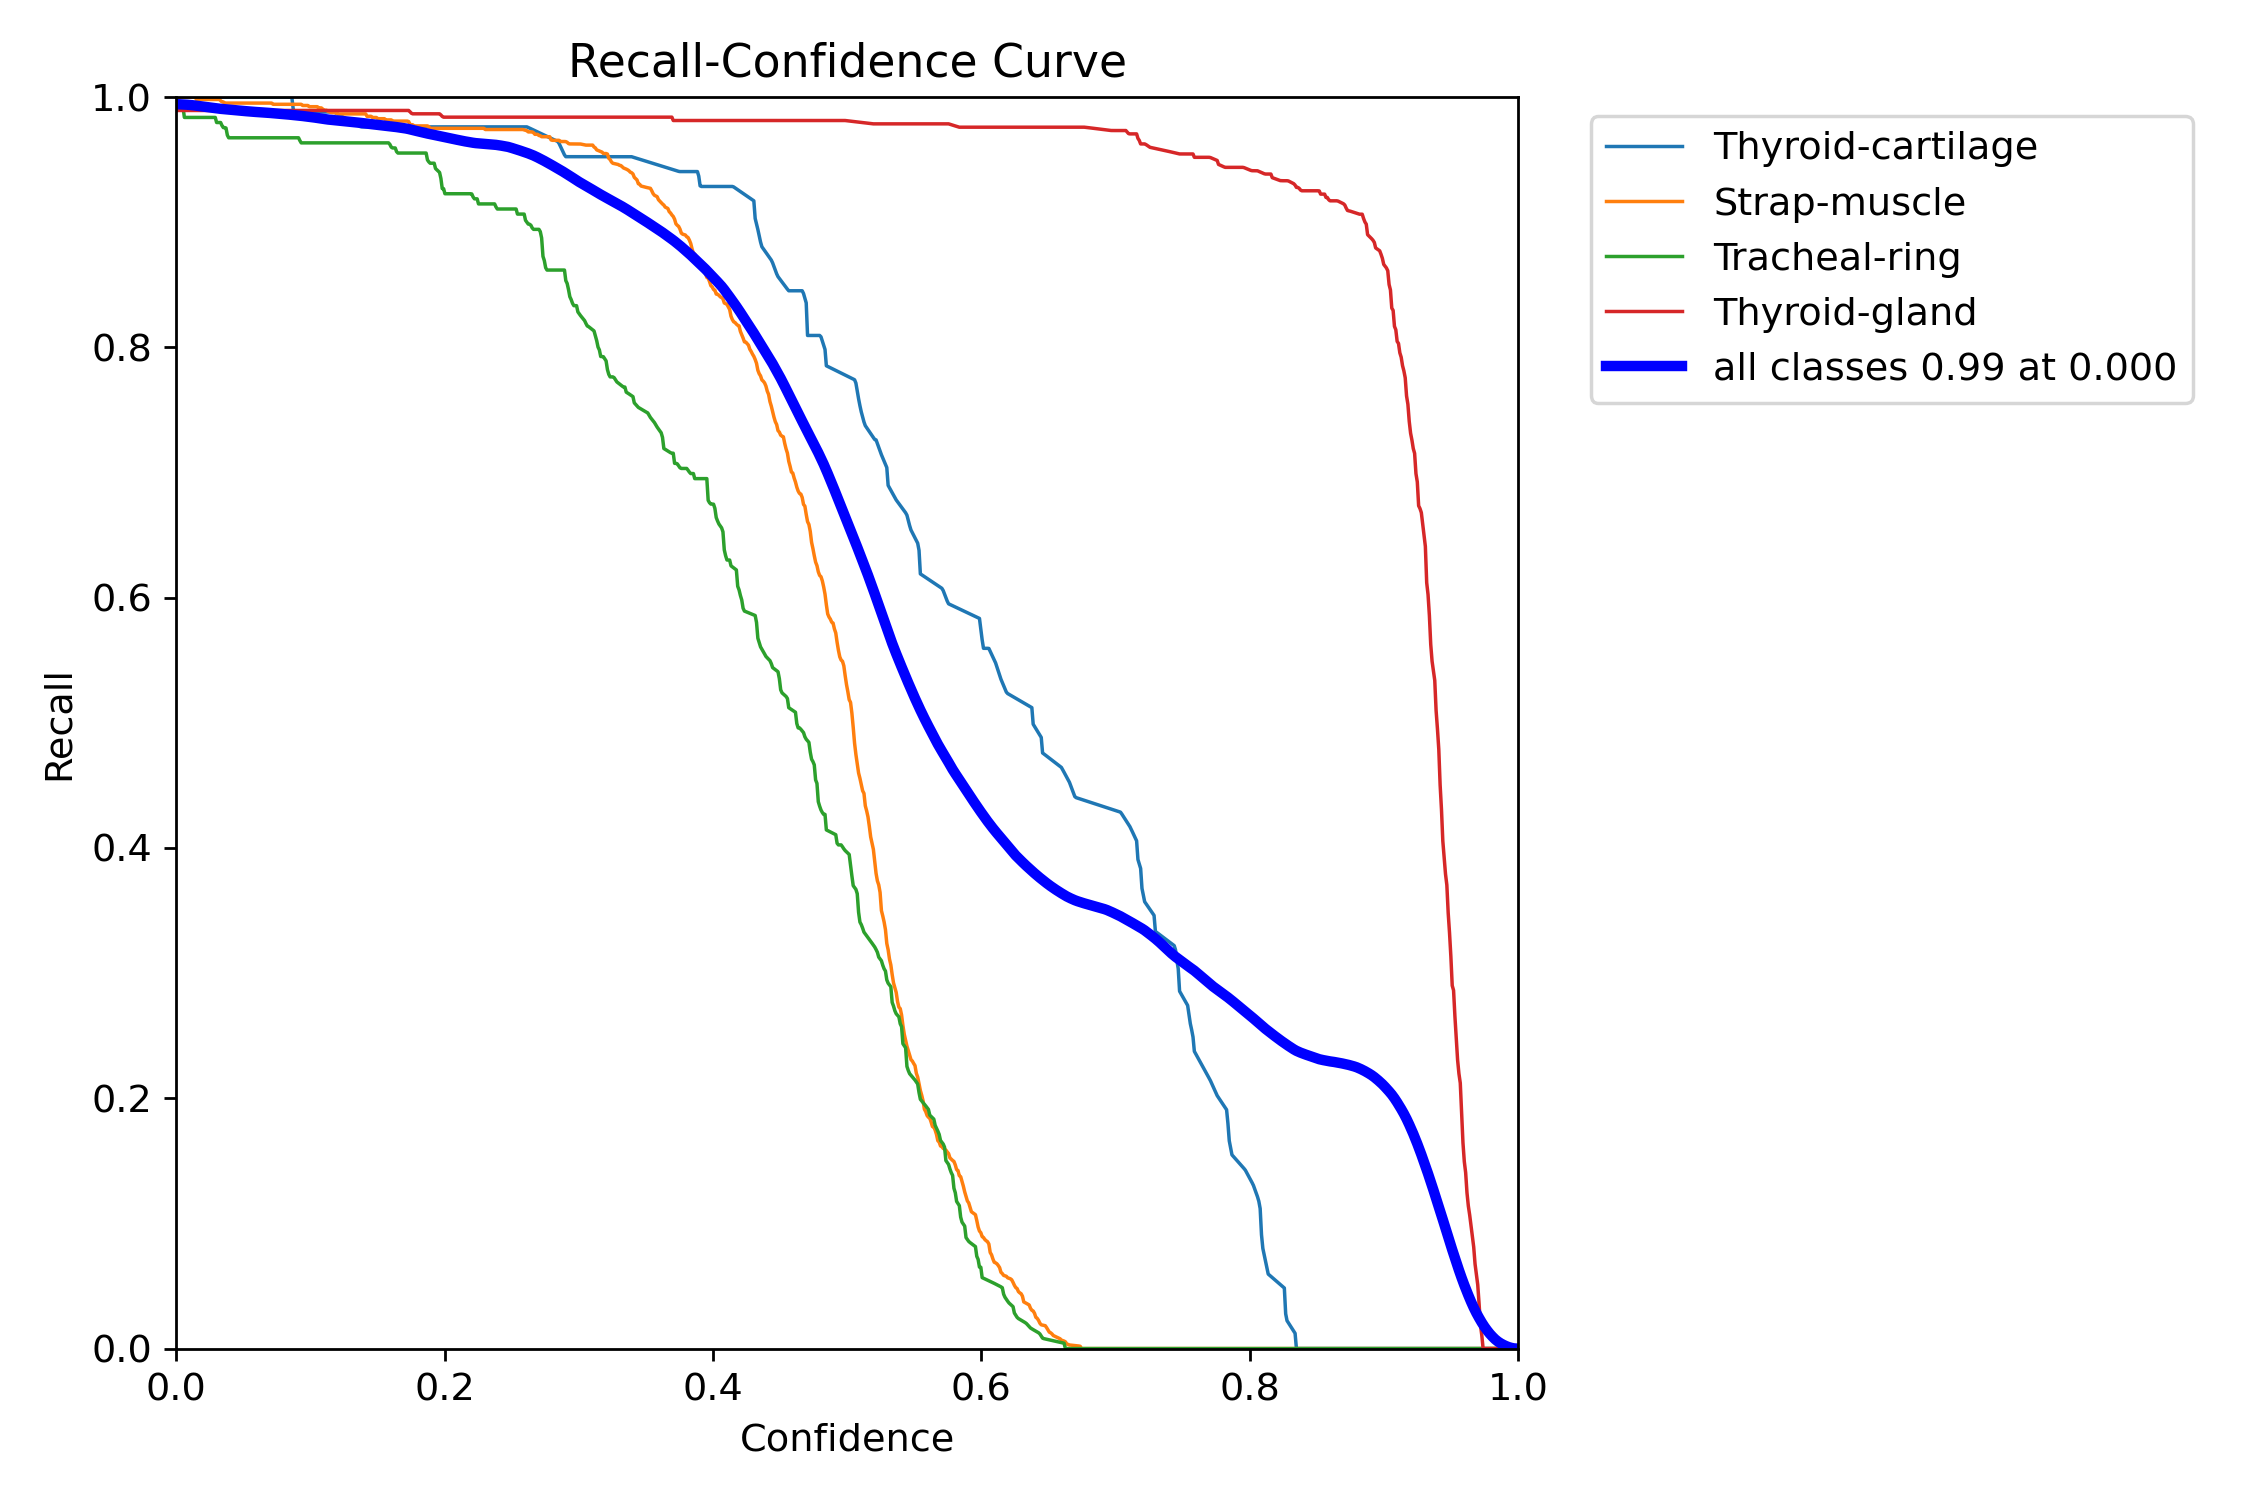 Recall-Confidence Curve
1.0
0.8
0.6
0.4
0.2
0.0
Recall
0.0 0.2 0.4 0.6 0.8 1.0
Confidence
Thyroid-cartilage
Strap-muscle
Tracheal-ring
Thyroid-gland
all classes 0.99 at 0.000